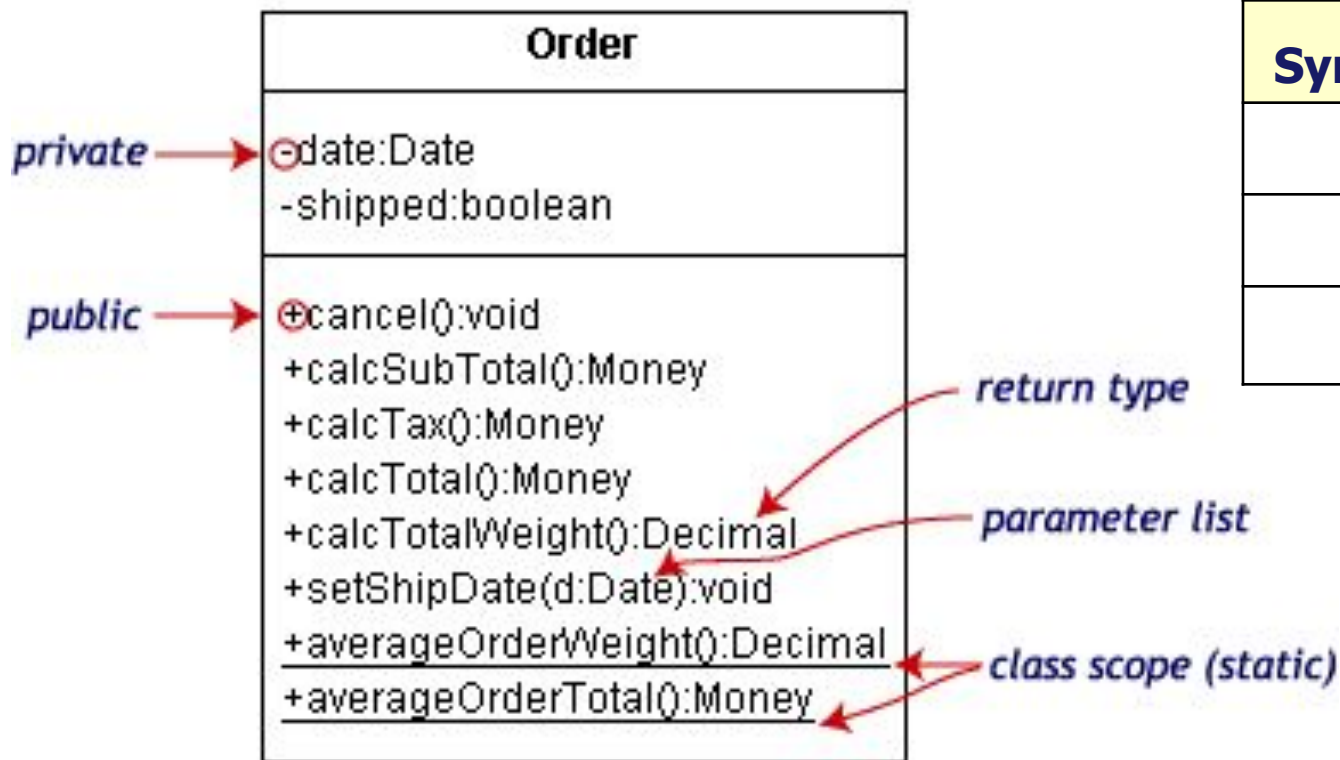 Order
Syr
private
-date:Date
-shipped:boolean
public
+cancel():void
+calcSubTotal():Money
return type
+calcTax():Money
+calcTotal():Money
parameter list
+calcTotalWeight():Decimal
+setShipDate(d:Date):void
+averageOrderWeight():Decimal
class scope (static)
+averageOrderTotal():Money